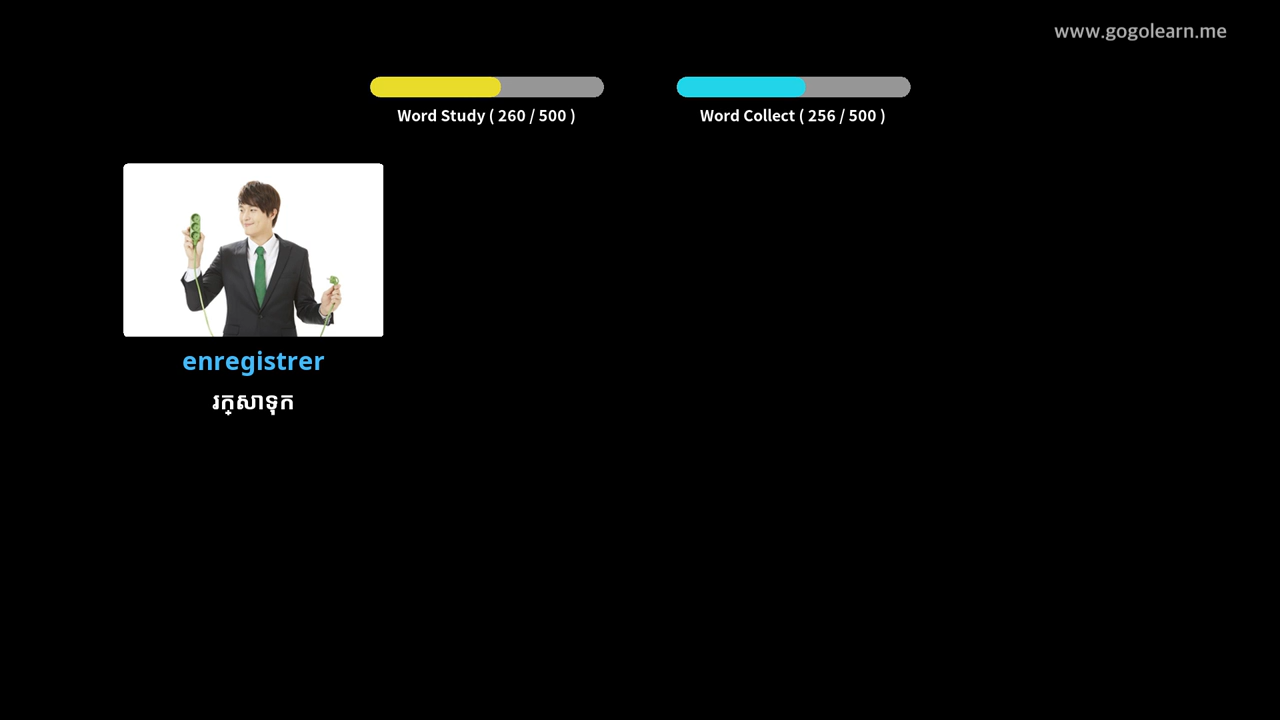 www.gogolearn.me
Word Study ( 260 / 500 )
Word Collect ( 256 / 500 )
enregistrer
រក្សាទុក